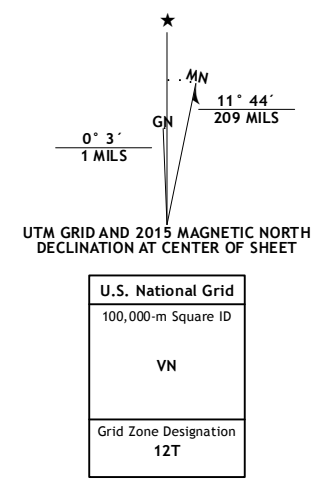 ★
MN
GN
11° 44´
209 MILS
0° 3´
1 MILS
UTM GRID AND 2015 MAGNETIC NORTH
DECLINATION AT CENTER OF SHEET
U.S. National Grid
100,000-m Square ID
VN
Grid Zone Designation
12T